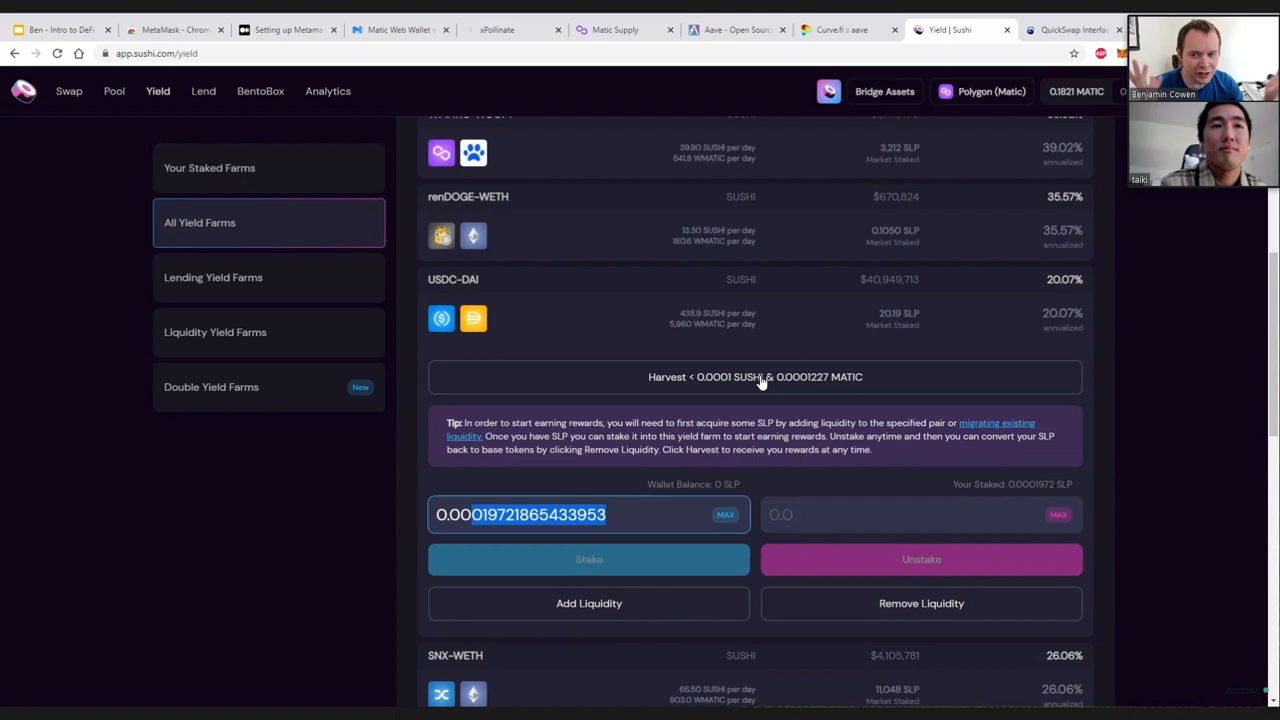 Ben - Intro to DeFi
MetaMask - Chrom
Setting up Metama
Matic Web Wallet v
xPollinate
Matic Supply
Aave - Open Sourc
Curve.fi :: aave
Yield | Sushi
QuickSwap Interfac
app.sushi.com/yield
ABP
Swap
Pool
Yield
Lend
BentoBox
Analytics
Bridge Assets
Polygon (Matic)
0.1821 MATIC
Benjamin Cowen
taiki
Your Staked Farms
All Yield Farms
Lending Yield Farms
Liquidity Yield Farms
Double Yield Farms
New
SUSHI
39.90 SUSHI per day
541.8 WMATIC per day
3,212 SLP
Market Staked
39.02%
annualized
renDOGE-WETH
SUSHI
$670,824
35.57%
13.30 SUSHI per day
180.6 WMATIC per day
0.1050 SLP
Market Staked
35.57%
annualized
USDC-DAI
SUSHI
$40,949,713
20.07%
438.9 SUSHI per day
5,960 WMATIC per day
20.19 SLP
Market Staked
20.07%
annualized
Harvest < 0.0001 SUSHI & 0.0001227 MATIC
Tip: In order to start earning rewards, you will need to first acquire some SLP by adding liquidity to the specified pair or migrating existing
liquidity. Once you have SLP you can stake it into this yield farm to start earning rewards. Unstake anytime and then you can convert your SLP
back to base tokens by clicking Remove Liquidity. Click Harvest to receive you rewards at any time.
Wallet Balance: 0 SLP
Your Staked: 0.0001972 SLP
0.00019721865433953
MAX
0.0
MAX
Stake
Unstake
Add Liquidity
Remove Liquidity
SNX-WETH
SUSHI
$4,105,781
26.06%
66.50 SUSHI per day
903.0 WMATIC per day
11,048 SLP
Market Staked
26.06%
annualized